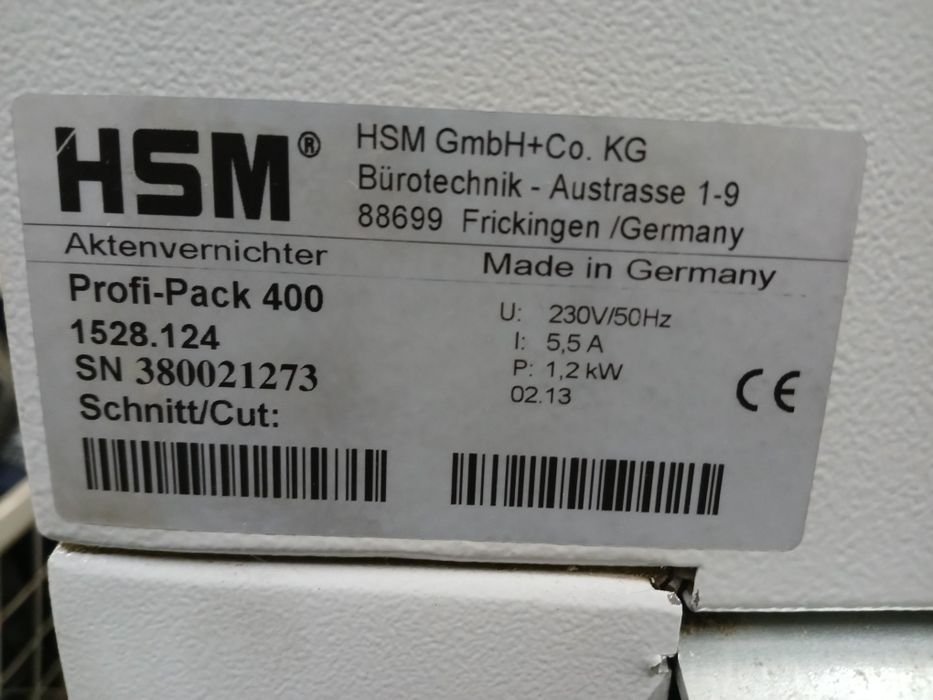 HSM®
HSM GmbH+Co. KG
Bürotechnik - Austrasse 1-9
88699 Frickingen /Germany
Aktenvernichter
Made in Germany
Profi-Pack 400
1528.124
SN 380021273
Schnitt/Cut:
U: 230V/50Hz
I: 5,5 A
P: 1,2 kW
02.13
CE